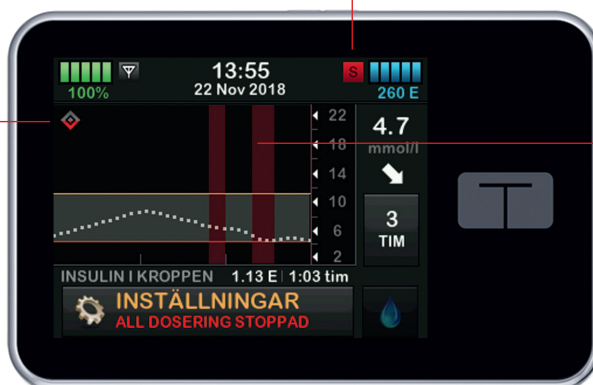 13:55
S
100%
22 Nov 2018
260 E
22
4.7
18
mmol/l
14
10
3
TIM
6
2
INSULIN I KROPPEN 1.13 E | 1:03 tim
INSTÄLLNINGAR
ALL DOSERING STOPPAD